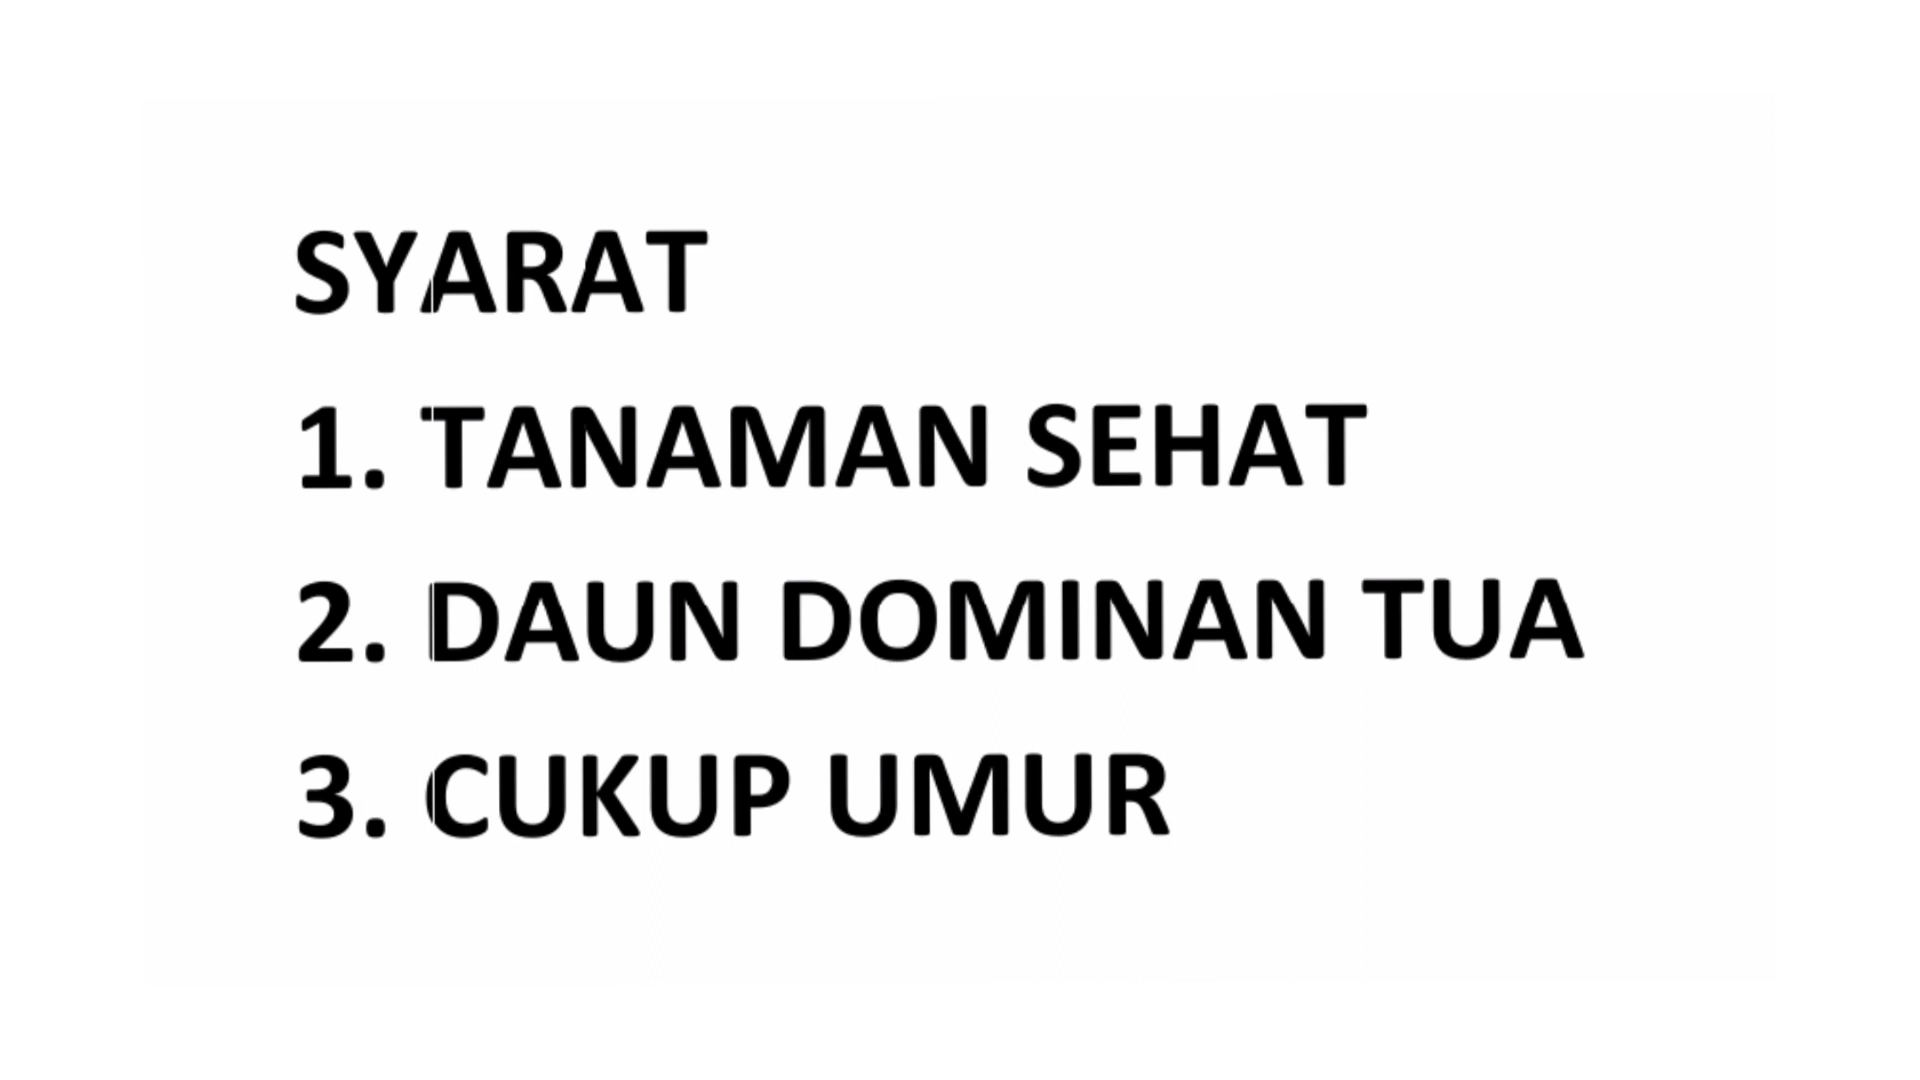 SYARAT
1. TANAMAN SEHAT
2. DAUN DOMINAN TUA
3. CUKUP UMUR